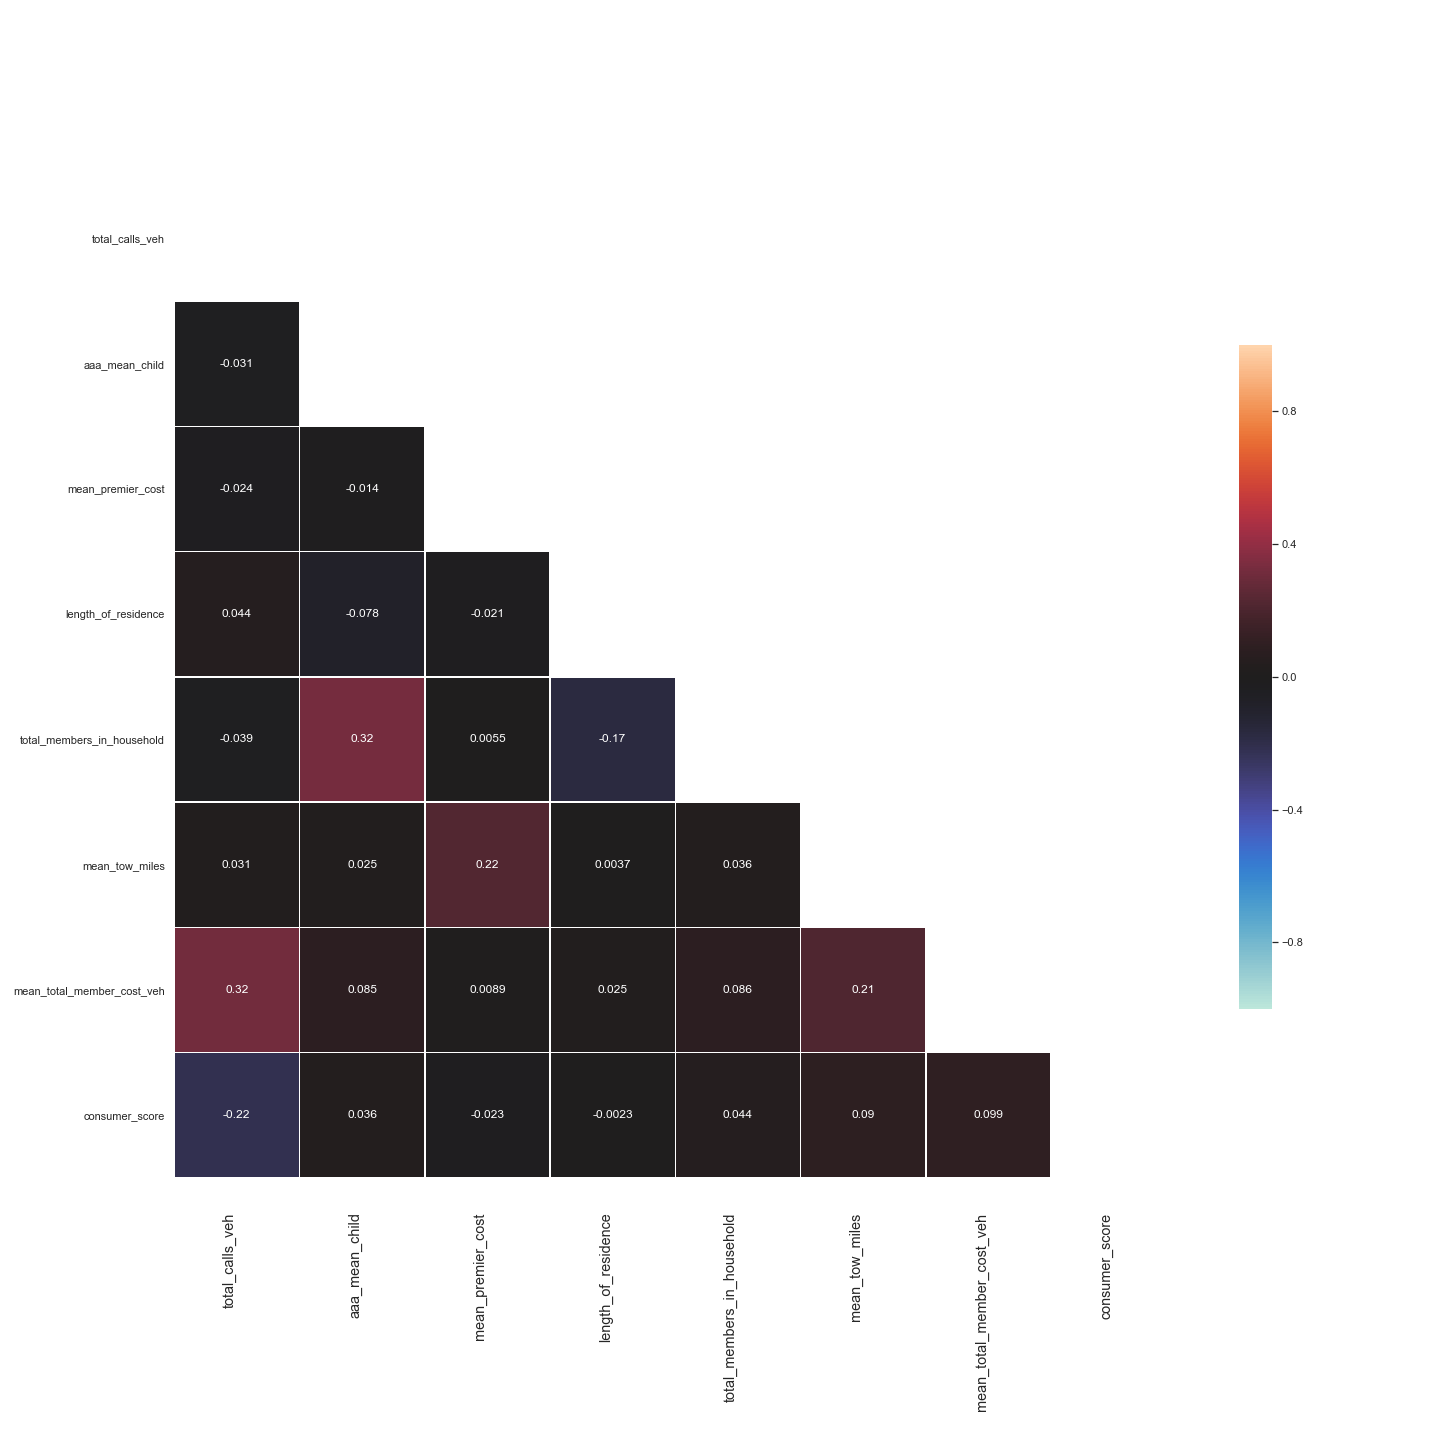 total_calls_veh
aaa_mean_child -0.031
mean_premier_cost -0.024 -0.014
length_of_residence 0.044 -0.078 -0.021
total_members_in_household -0.039 0.32 0.0055 -0.17
mean_tow_miles 0.031 0.025 0.22 0.0037 0.036
mean_total_member_cost_veh 0.32 0.085 0.0089 0.025 0.086 0.21
consumer_score -0.22 0.036 -0.023 -0.0023 0.044 0.09 0.099
total_calls_veh
aaa_mean_child
mean_premier_cost
length_of_residence
total_members_in_household
mean_tow_miles
mean_total_member_cost_veh
consumer_score
0.8
0.4
0.0
−0.4
−0.8